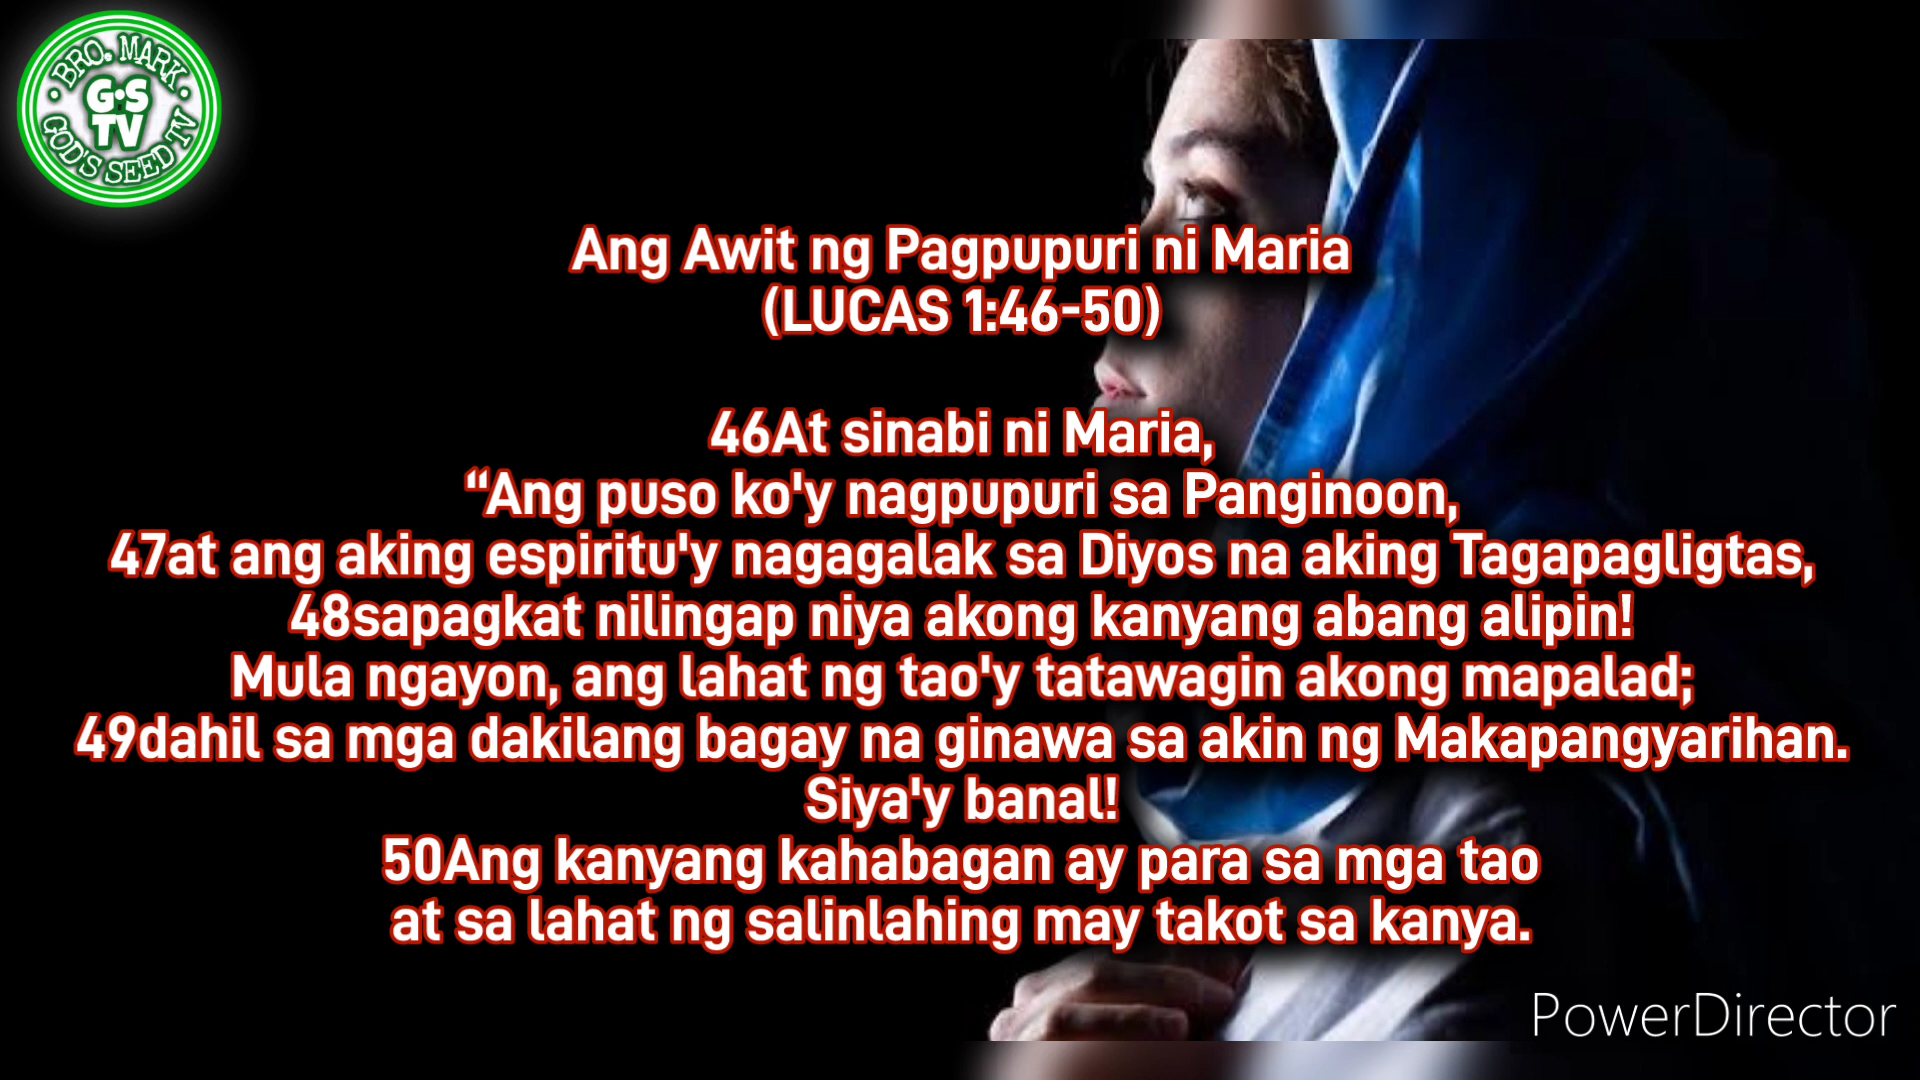 BRO. MARK
G•S
TV
GOD'S SEED TV
Ang Awit ng Pagpupuri ni Maria
(LUCAS 1:46-50)
46At sinabi ni Maria,
“Ang puso ko'y nagpupuri sa Panginoon,
47at ang aking espiritu'y nagagalak sa Diyos na aking Tagapagligtas,
48sapagkat nilingap niya akong kanyang abang alipin!
Mula ngayon, ang lahat ng tao'y tatawagin akong mapalad;
49dahil sa mga dakilang bagay na ginawa sa akin ng Makapangyarihan.
Siya'y banal!
50Ang kanyang kahabagan ay para sa mga tao
at sa lahat ng salinlahing may takot sa kanya.
PowerDirector